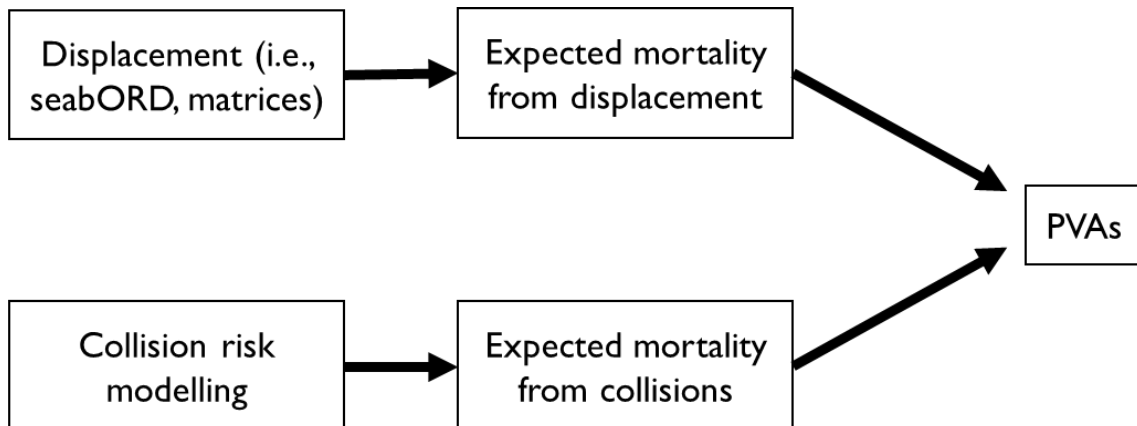 Displacement (i.e.,
seabORD, matrices)
Expected mortality
from displacement
PVAs
Collision risk
modelling
Expected mortality
from collisions